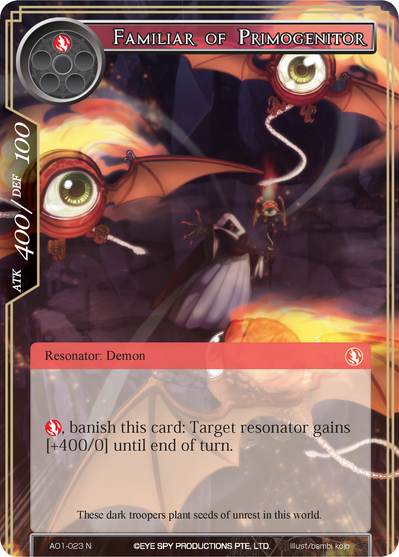 Familiar of Primogenitor
ATK 400/DEF 100
Resonator: Demon
, banish this card: Target resonator gains
[+400/0] until end of turn.
These dark troopers plant seeds of unrest in this world.
A01-023 N ©EYE SPY PRODUCTIONS PTE. LTD. Illust/bambi kojo